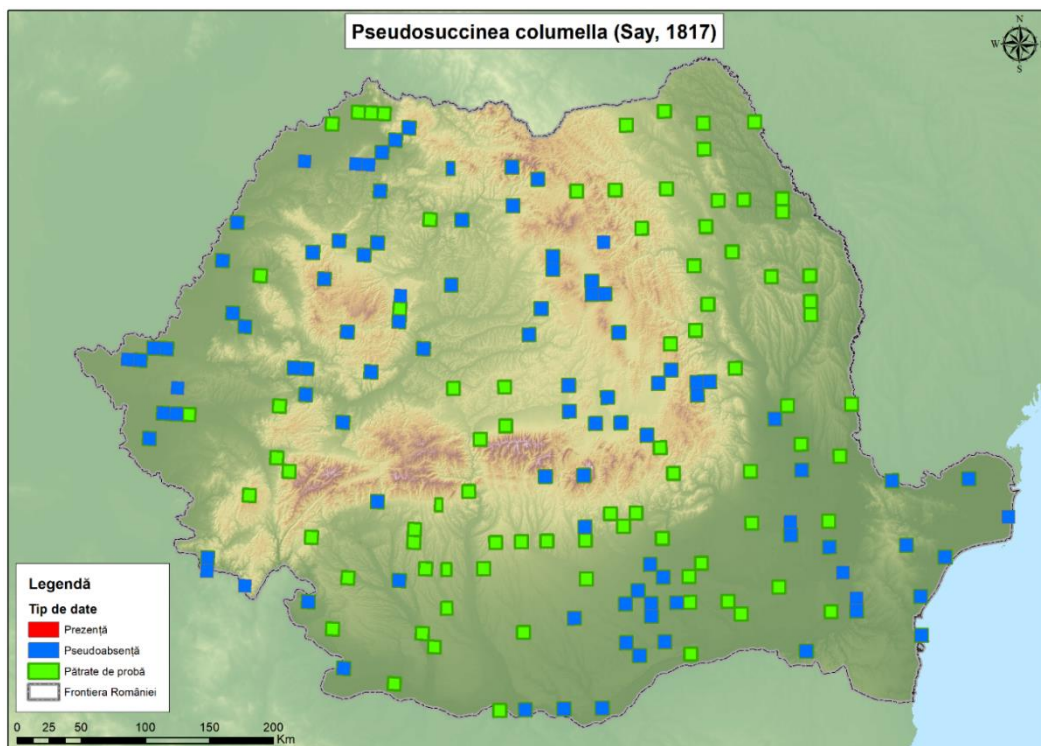 Pseudosuccinea columella (Say, 1817)
N
W E
S
Legendă
Tip de date
Prezență
Pseudoabsență
Pătrate de probă
Frontiera României
0 25 50 100 150 200
Km